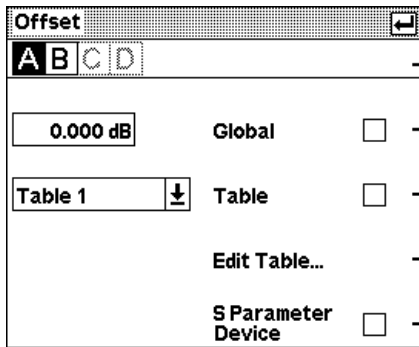 Offset
A B C D
0.000 dB Global
Table 1 Table
Edit Table...
S Parameter
Device